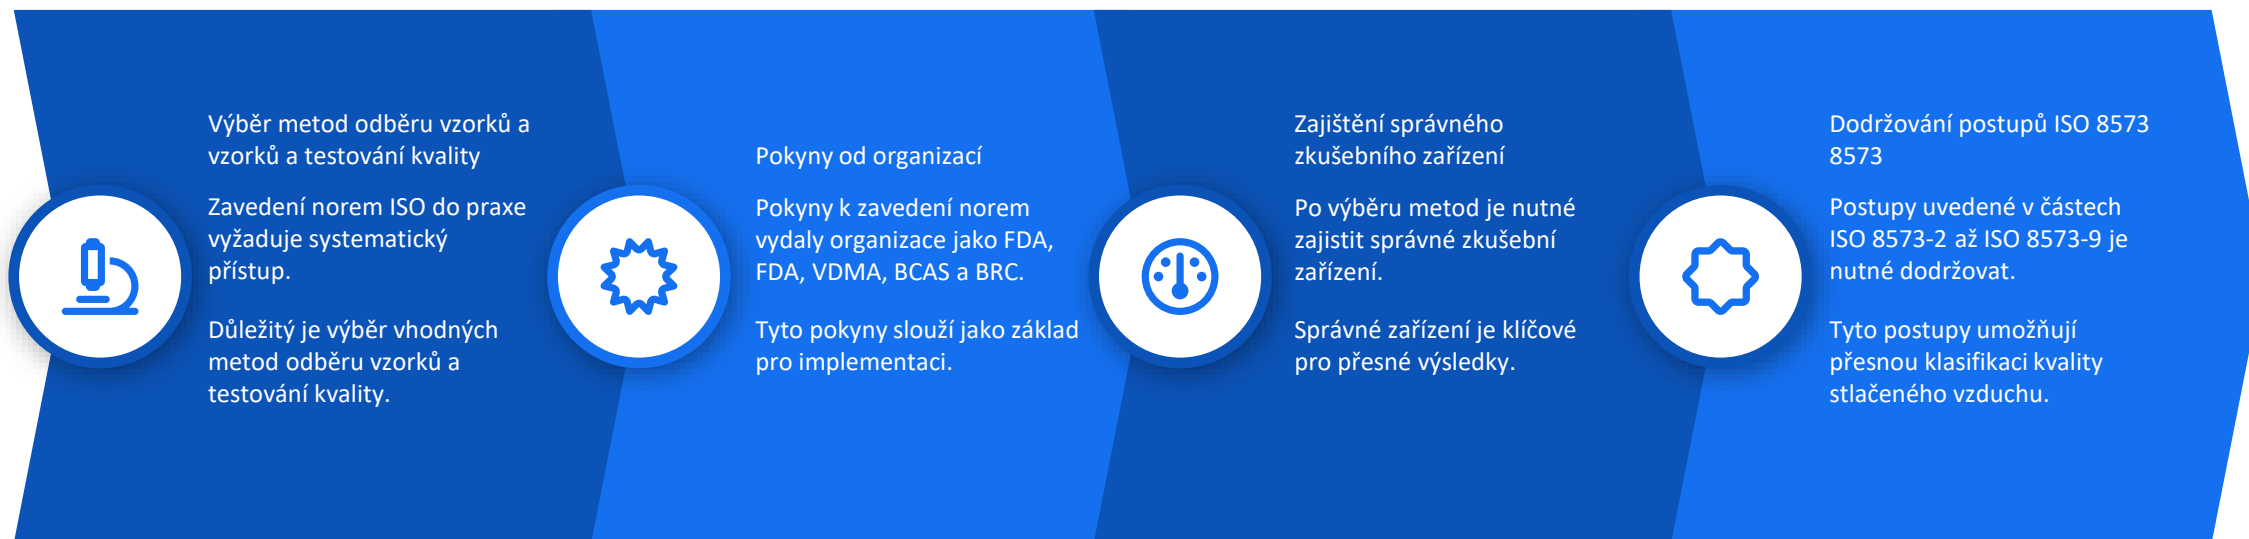 Výběr metod odběru vzorků a
vzorků a testování kvality
Zavedení norem ISO do praxe
vyžaduje systematický
přístup.
Důležitý je výběr vhodných
metod odběru vzorků a
testování kvality.
Pokyny od organizací
Pokyny k zavedení norem
vydaly organizace jako FDA,
FDA, VDMA, BCAS a BRC.
Tyto pokyny slouží jako základ
pro implementaci.
Zajištění správného
zkušebního zařízení
Po výběru metod je nutné
zajistit správné zkušební
zařízení.
Správné zařízení je klíčové
pro přesné výsledky.
Dodržování postupů ISO 8573
8573
Postupy uvedené v částech
ISO 8573-2 až ISO 8573-9 je
nutné dodržovat.
Tyto postupy umožňují
přesnou klasifikaci kvality
stlačeného vzduchu.